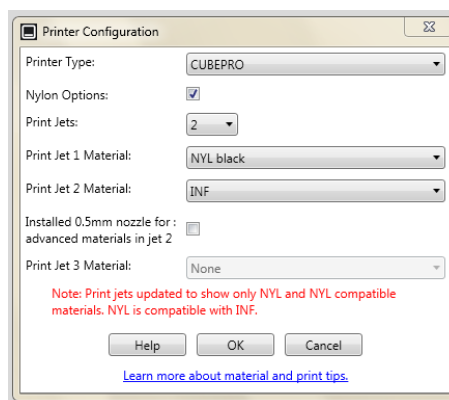 Printer Configuration
Printer Type: CUBEPRO
Nylon Options:
Print Jets: 2
Print Jet 1 Material: NYL black
Print Jet 2 Material: INF
Installed 0.5mm nozzle for :
advanced materials in jet 2
Print Jet 3 Material: None
Note: Print jets updated to show only NYL and NYL compatible
materials. NYL is compatible with INF.
Help OK Cancel
Learn more about material and print tips.